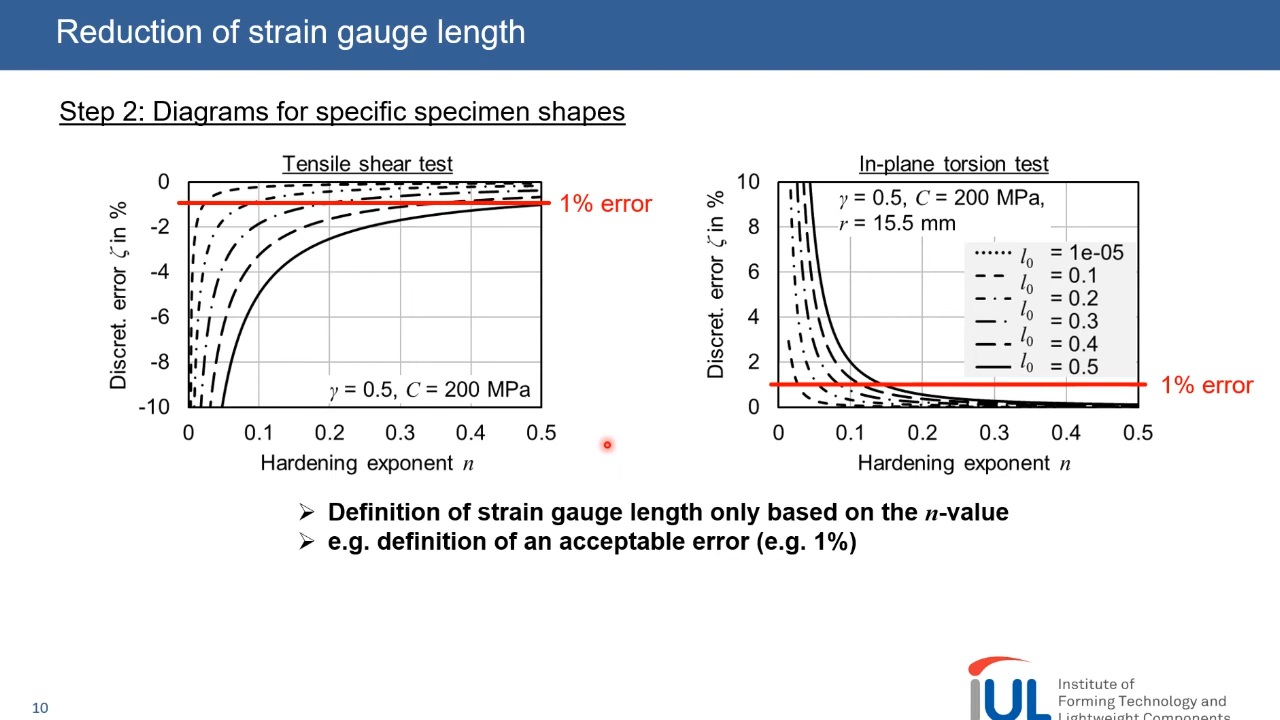 Reduction of strain gauge length
Step 2: Diagrams for specific specimen shapes
Tensile shear test
Discret. error ζ in %
0
-2
-4
-6
-8
-10
1% error
γ = 0.5, C = 200 MPa
0 0.1 0.2 0.3 0.4 0.5
Hardening exponent n
In-plane torsion test
Discret. error ζ in %
10
8
6
4
2
0
γ = 0.5, C = 200 MPa,
r = 15.5 mm
l0 = 1e-05
l0 = 0.1
l0 = 0.2
l0 = 0.3
l0 = 0.4
= 0.5
1% error
0 0.1 0.2 0.3 0.4 0.5
Hardening exponent n
➢ Definition of strain gauge length only based on the n-value
➢ e.g. definition of an acceptable error (e.g. 1%)
10
iUL
Institute of
Forming Technology and
Lightweight Components